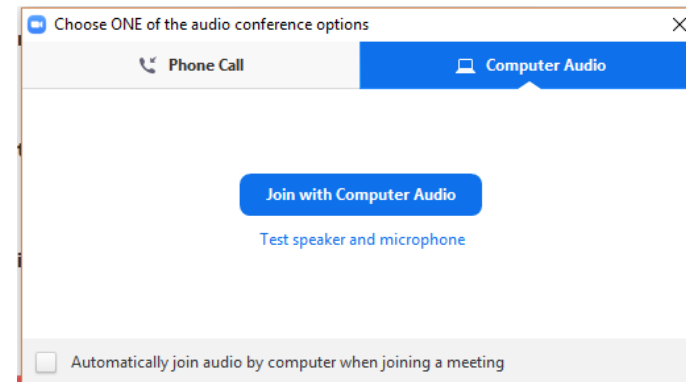 Choose ONE of the audio conference options
Phone Call
Computer Audio
Join with Computer Audio
Test speaker and microphone
Automatically join audio by computer when joining a meeting